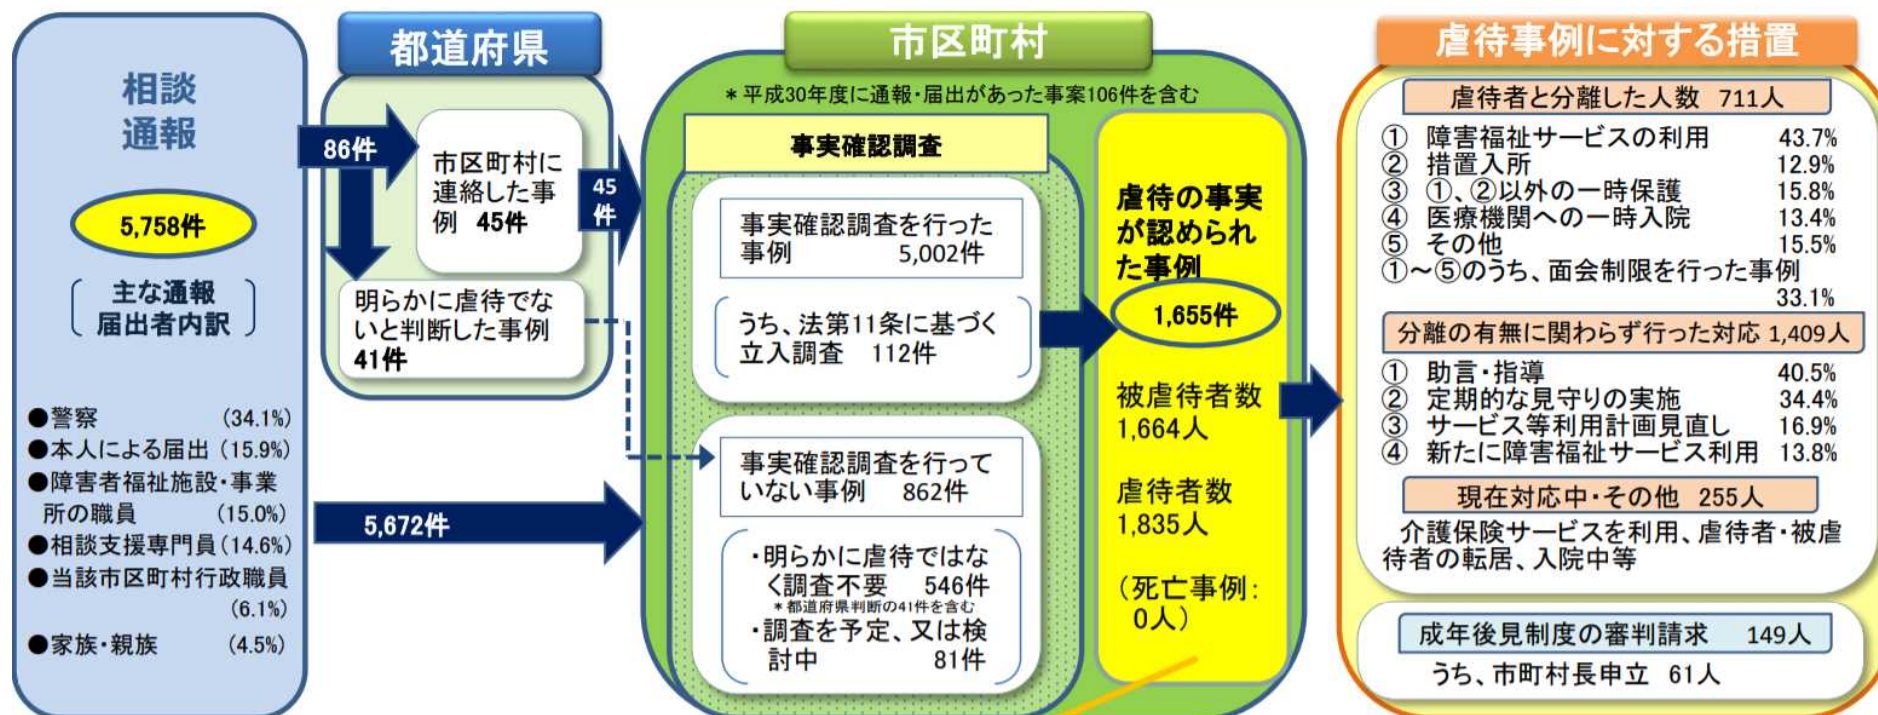 相談
通報
5,758件
主な通報
届出者内訳
●警察 (34.1%)
●本人による届出 (15.9%)
●障害者福祉施設・事業
所の職員 (15.0%)
●相談支援専門員(14.6%)
●当該市区町村行政職員
(6.1%)
●家族・親族 (4.5%)
都道府県
86件
市区町村に
連絡した事
例 45件
明らかに虐待でな
いと判断した事例
41件
45
件
5,672件
市区町村
*平成30年度に通報・届出があった事案106件を含む
事実確認調査
事実確認調査を行った
事例 5,002件
うち、法第11条に基づく
立入調査 112件
事実確認調査を行って
いない事例 862件
・明らかに虐待ではな
く調査不要 546件
*都道府県判断の41件を含む
・調査を予定、又は検
討中 81件
虐待の事実
が認められ
た事例
1,655件
被虐待者数
1,664人
虐待者数
1,835人
(死亡事例:
0人)
虐待事例に対する措置
虐待者と分離した人数 711人
① 障害福祉サービスの利用 43.7%
② 措置入所 12.9%
③ ①、②以外の一時保護 15.8%
④ 医療機関への一時入院 13.4%
⑤ その他 15.5%
①～⑤のうち、面会制限を行った事例
33.1%
分離の有無に関わらず行った対応 1,409人
① 助言・指導 40.5%
② 定期的な見守りの実施 34.4%
③ サービス等利用計画見直し 16.9%
④ 新たに障害福祉サービス利用 13.8%
現在対応中・その他 255人
介護保険サービスを利用、虐待者・被虐
待者の転居、入院中等
成年後見制度の審判請求 149人
うち、市町村長申立 61人